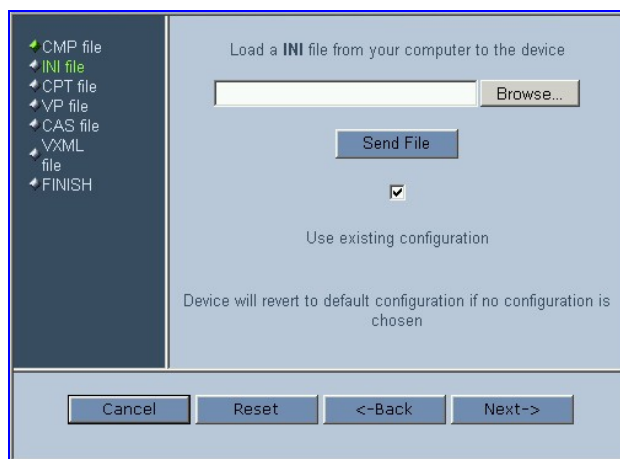 CMP file
INI file
CPT file
VP file
CAS file
VXML
file
FINISH
Load a INI file from your computer to the device
Browse...
Send File
Use existing configuration
Device will revert to default configuration if no configuration is
chosen
Cancel
Reset
<-Back
Next->